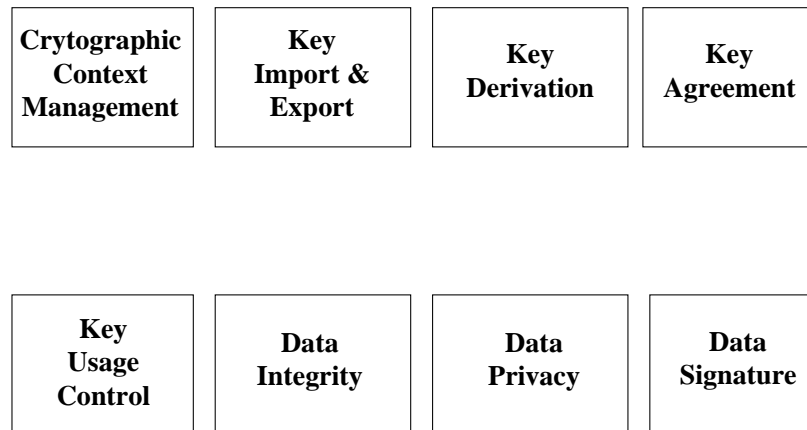 Crytographic
Context
Management
Key
Import &
Export
Key
Derivation
Key
Agreement
Key
Usage
Control
Data
Integrity
Data
Privacy
Data
Signature